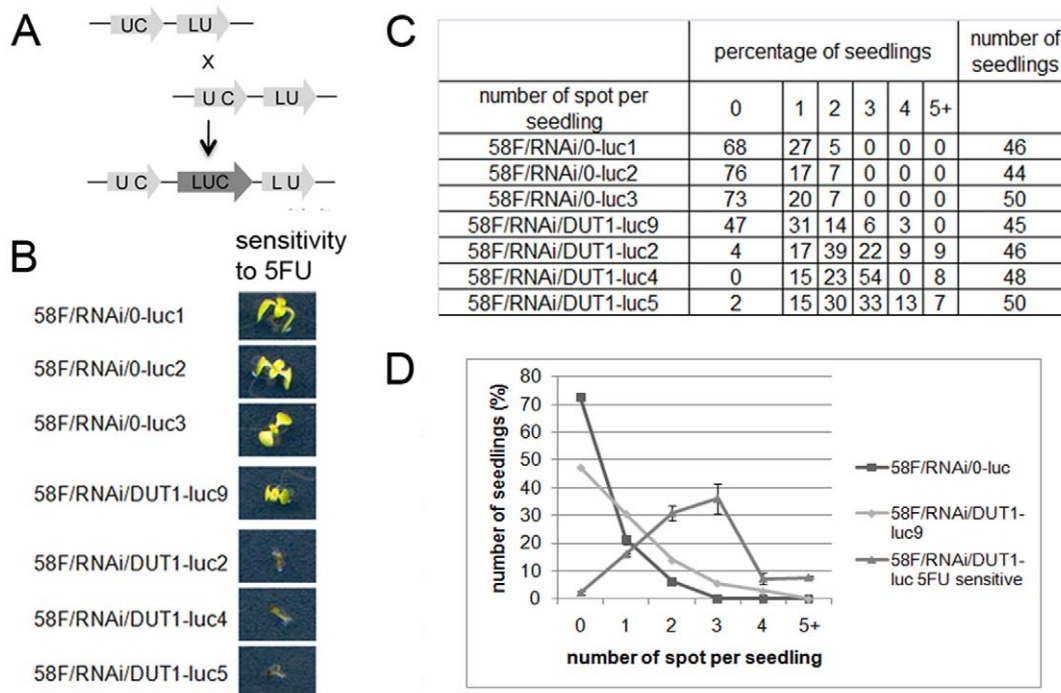 A
UC LU
X
U C LU
U C LUC L U
B
sensitivity
to 5FU
58F/RNAi/0-luc1
58F/RNAi/0-luc2
58F/RNAi/0-luc3
58F/RNAi/DUT1-luc9
58F/RNAi/DUT1-luc2
58F/RNAi/DUT1-luc4
58F/RNAi/DUT1-luc5
C
percentage of seedlings number of seedlings
number of spot per seedling 0 1 2 3 4 5+
58F/RNAi/0-luc1 68 27 5 0 0 0 46
58F/RNAi/0-luc2 76 17 7 0 0 0 44
58F/RNAi/0-luc3 73 20 7 0 0 0 50
58F/RNAi/DUT1-luc9 47 31 14 6 3 0 45
58F/RNAi/DUT1-luc2 4 17 39 22 9 9 46
58F/RNAi/DUT1-luc4 0 15 23 54 0 8 48
58F/RNAi/DUT1-luc5 2 15 30 33 13 7 50
D
number of seedlings (%)
80
70
60
50
40
30
20
10
0
0 1 2 3 4 5+
number of spot per seedling
58F/RNAi/0-luc
58F/RNAi/DUT1-
luc9
58F/RNAi/DUT1-
luc 5FU sensitive